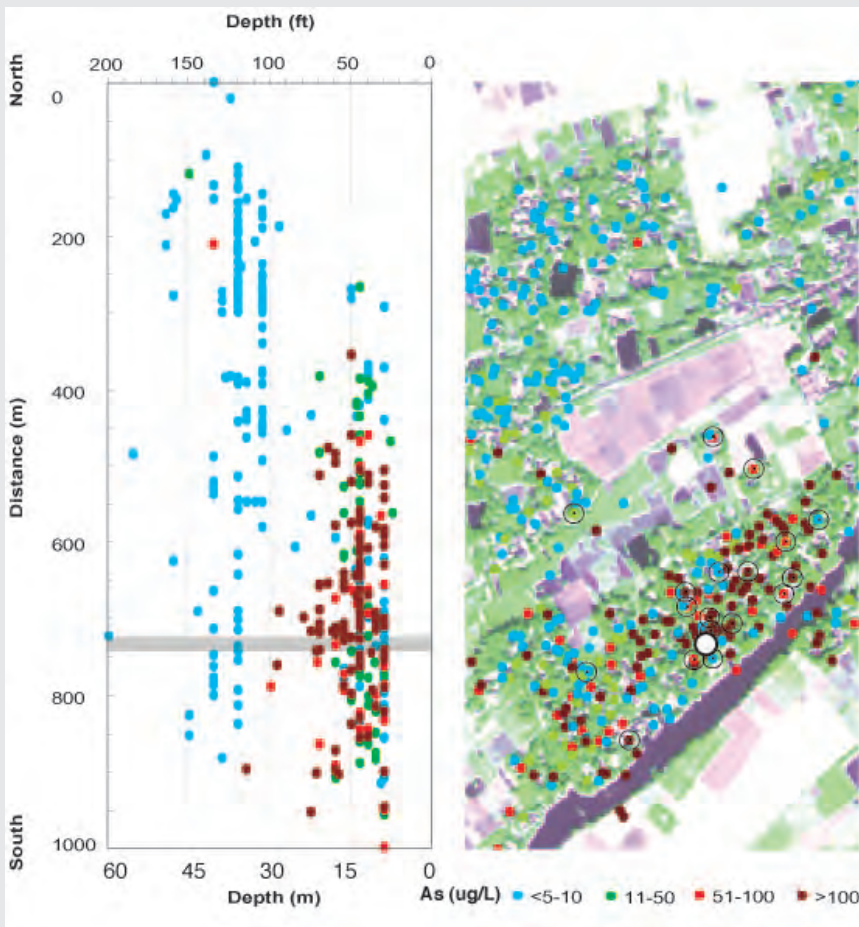 Depth (ft)
200 150 100 50 0
North
0
200
400
600
800
1000
Distance (m)
South
60 45 30 15 0
Depth (m)
As (ug/L) <5-10 11-50 51-100 >100